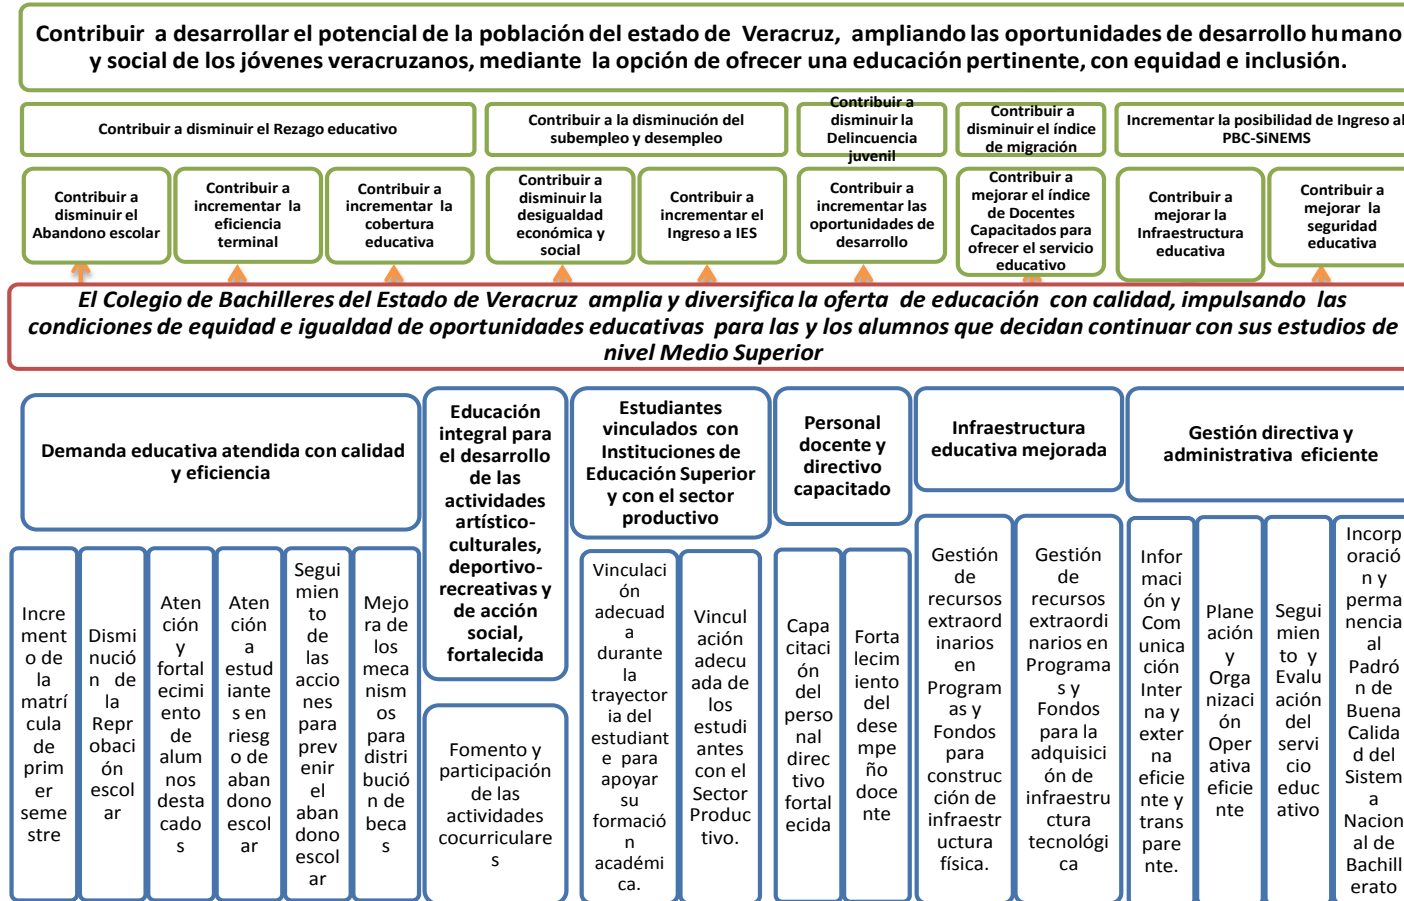 Contribuir a desarrollar el potencial de la población del estado de Veracruz, ampliando las oportunidades de desarrollo humano
y social de los jóvenes veracruzanos, mediante la opción de ofrecer una educación pertinente, con equidad e inclusión.
Contribuir a disminuir el Rezago educativo
Contribuir a la disminución del
subempleo y desempleo
Contribuir a
disminuir la
Delincuencia
juvenil
Contribuir a
disminuir el índice
de migración
Incrementar la posibilidad de Ingreso al
PBC-SiNEMS
Contribuir a
disminuir el
Abandono escolar
Contribuir a
incrementar la
eficiencia
terminal
Contribuir a
incrementar la
cobertura
educativa
Contribuir a
disminuir la
desigualdad
económica y
social
Contribuir a
incrementar el
Ingreso a IES
Contribuir a
incrementar las
oportunidades de
desarrollo
Contribuir a
mejorar el índice
de Docentes
Capacitados para
ofrecer el servicio
educativo
Contribuir a
mejorar la
Infraestructura
educativa
Contribuir a
mejorar la
seguridad
educativa
El Colegio de Bachilleres del Estado de Veracruz amplia y diversifica la oferta de educación con calidad, impulsando las
condiciones de equidad e igualdad de oportunidades educativas para las y los alumnos que decidan continuar con sus estudios de
nivel Medio Superior
Demanda educativa atendida con calidad
y eficiencia
Educación
integral para
el desarrollo
de las
actividades
artístico-
culturales,
deportivo-
recreativas y
de acción
social,
fortalecida
Estudiantes
vinculados con
Instituciones de
Educación Superior
y con el sector
productivo
Personal
docente y
directivo
capacitado
Infraestructura
educativa mejorada
Gestión directiva y
administrativa eficiente
Increm
ent
o de
la
matrí
cula
de
prim
er
seme
stre
Dismi
nució
n de
la
Repr
obaci
ón
escol
ar
Aten
ción
y
fortal
ecimi
ento
de
alum
nos
desta
cado
s
Aten
ción
a
estud
iante
s en
riesg
o de
aban
dono
escol
ar
Segui
mien
to
de
las
accio
nes
para
prev
enir
el
aban
dono
escol
ar
Mejo
ra de
los
meca
nism
os
para
distri
bució
n de
beca
s
Fomento y
participación
de las
actividades
cocurriculare
s
Vinculaci
ón
adecuad
a
durante
la
trayector
ia del
estudiant
e para
apoyar
su
formació
n
académi
ca.
Vincul
ación
adecu
ada de
los
estudi
antes
con el
Sector
Produc
tivo.
Capa
citaci
ón
del
perso
nal
direc
tivo
fortal
ecida
Forta
lecim
iento
del
dese
mpe
ño
doce
nte
Gestión
de
recursos
extraord
inarios
en
Program
as y
Fondos
para
construc
ción de
infraestr
uctura
física.
Gestión
de
recursos
extraordi
narios en
Programa
s y
Fondos
para la
adquisici
ón de
infraestru
ctura
tecnológi
ca
Infor
maci
ón y
Com
unica
ción
Inter
na y
exter
na
eficie
nte y
trans
pare
nte.
Plane
ación
y
Orga
nizaci
ón
Oper
ativa
eficie
nte
Segui
mien
to y
Evalu
ación
del
servi
cio
educ
ativo
Incorp
oració
n y
perma
nencia
al
Padró
n de
Buena
Calida
d del
Sistem
a
Nacion
al de
Bachill
erato